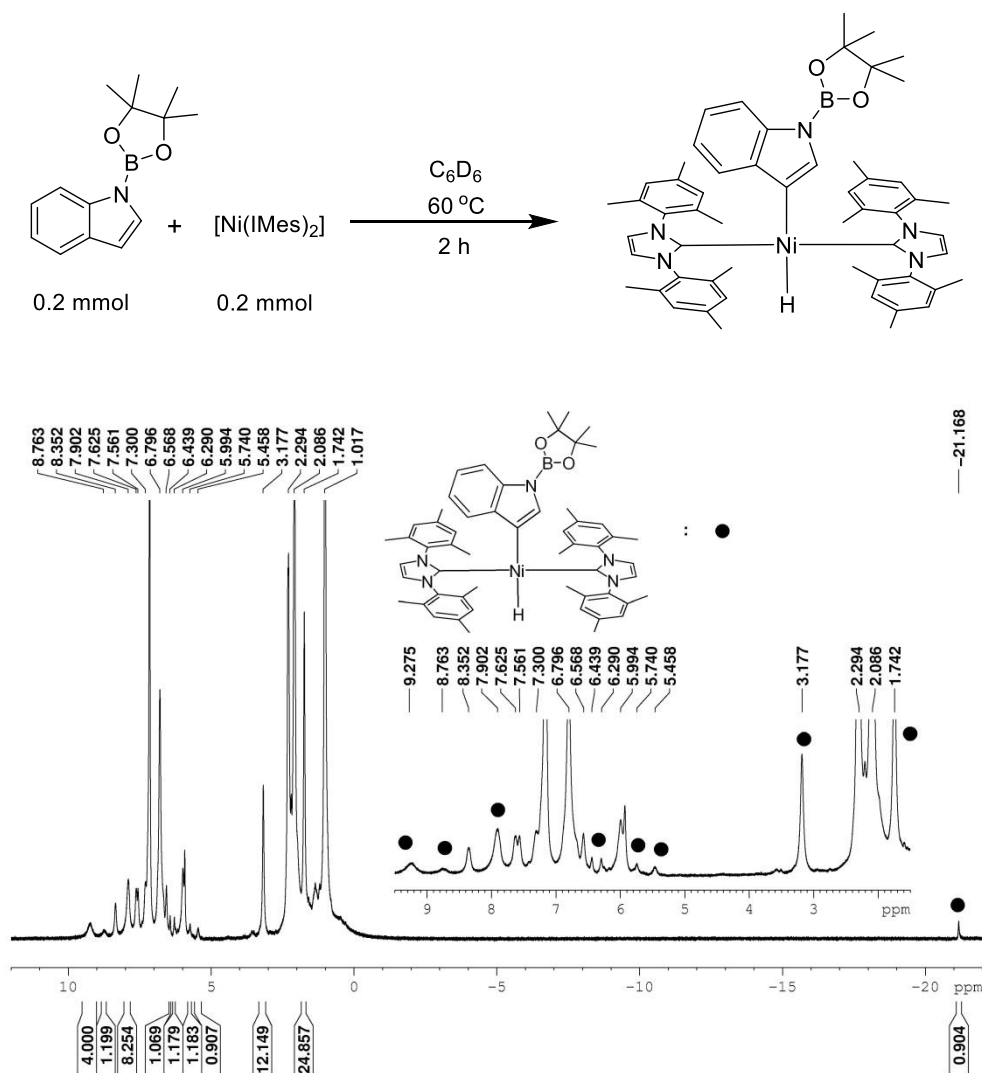 O
O
B
N
+
[Ni(IMes)₂]
0.2 mmol
0.2 mmol
C₆D₆
60 °C
2 h
O
O
B
N
N
N
Ni
N
N
H
8.763
8.352
7.902
7.625
7.561
7.300
6.796
6.568
6.439
6.290
5.994
5.740
5.458
3.177
2.294
2.086
1.742
1.017
-21.168
O
O
B
N
N
N
Ni
N
N
H
:
9.275
8.763
8.352
7.902
7.625
7.561
7.300
6.796
6.568
6.439
6.290
5.994
5.740
5.458
3.177
2.294
2.086
1.742
9 8 7 6 5 4 3 ppm
10 5 0 -5 -10 -15 -20 ppm
4.000
1.199
8.254
1.069
1.179
1.183
0.907
12.149
24.857
0.904